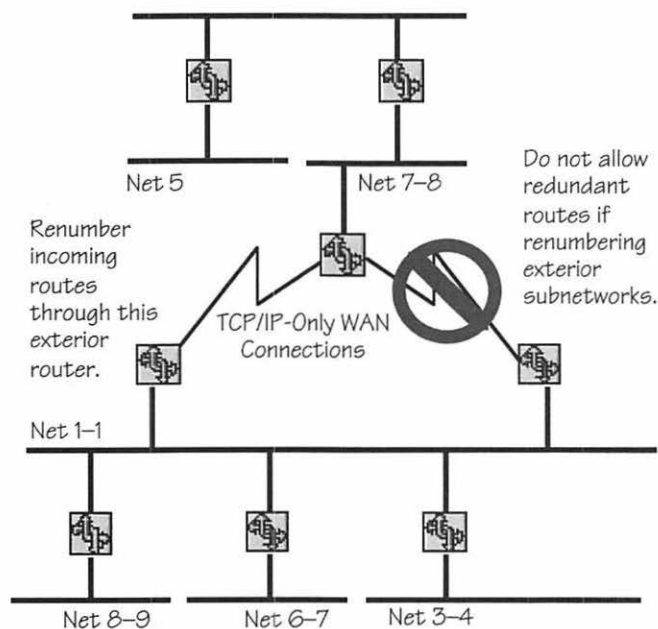 Net 5
Net 7–8
Do not allow
redundant
routes if
renumbering
exterior
subnetworks.
Renumber
incoming
routes
through this
exterior
router.
TCP/IP-Only WAN
Connections
Net 1–1
Net 8–9
Net 6–7
Net 3–4